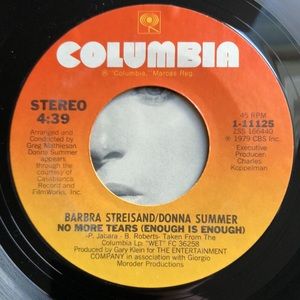 COLUMBIA
® "Columbia", Marcas Reg.
STEREO
4:39
Arranged and
Conducted by
Greg Mathieson
Donna Summer
appears
through the
courtesy of
Casablanca
Record and
FilmWorks, Inc.
45 RPM
1-11125
ZSS 166440
℗ 1979 CBS Inc.
Executive
Producer:
Charles
Koppelman
BARBRA STREISAND/DONNA SUMMER
NO MORE TEARS (ENOUGH IS ENOUGH)
-P. Jabara - B. Roberts- Taken From The
Columbia Lp: "WET" FC 36258
Produced by Gary Klein for THE ENTERTAINMENT
COMPANY in association with Giorgio
Moroder Productions